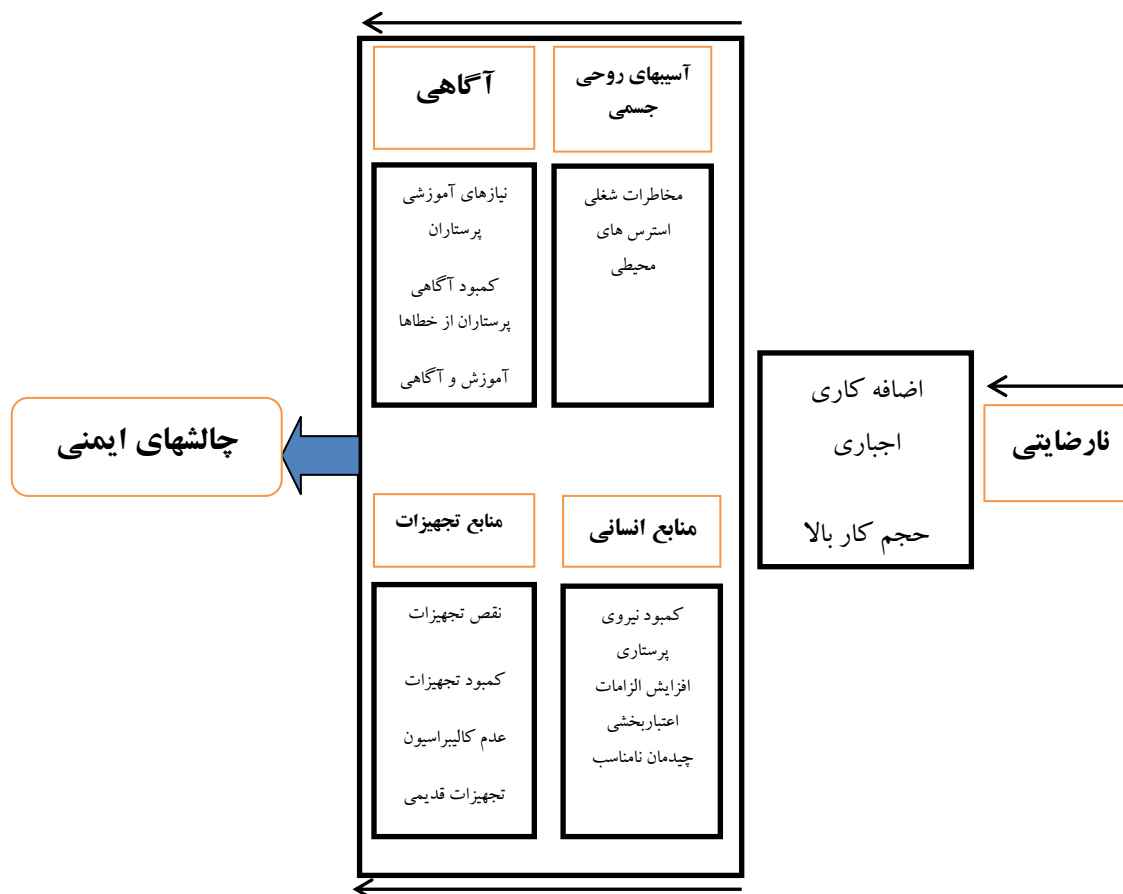 آسیبهای روحی
جسمی
مخاطرات شغلی
استرس های
محیطی
آگاهی
نیازهای آموزشی
پرستاران
کمبود آگاهی
پرستاران از خطاها
آموزش و آگاهی
نارضایتی
اضافه کاری
اجباری
حجم کار بالا
منابع انسانی
کمبود نیروی
پرستاری
افزایش الزامات
اعتباربخشی
چیدمان نامناسب
منابع تجهیزات
نقص تجهیزات
کمبود تجهیزات
عدم کالیبراسیون
تجهیزات قدیمی
چالشهای ایمنی